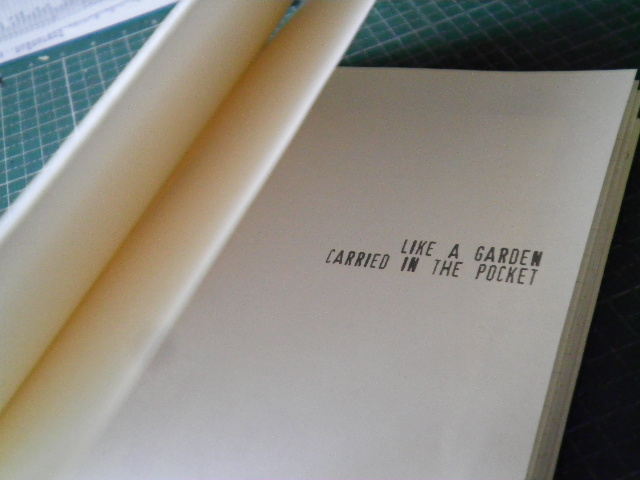 LIKE A GARDEN
CARRIED IN THE POCKET